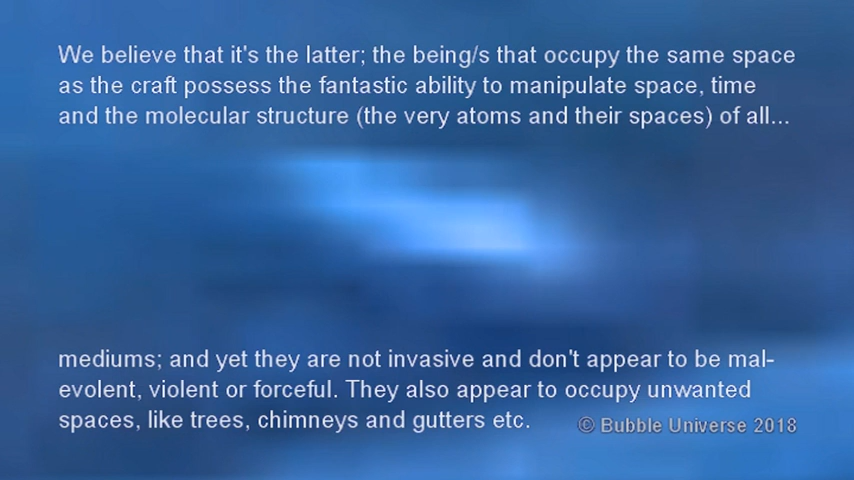 We believe that it's the latter; the being/s that occupy the same space
as the craft possess the fantastic ability to manipulate space, time
and the molecular structure (the very atoms and their spaces) of all...
mediums; and yet they are not invasive and don't appear to be mal-
evolent, violent or forceful. They also appear to occupy unwanted
spaces, like trees, chimneys and gutters etc.
© Bubble Universe 2018